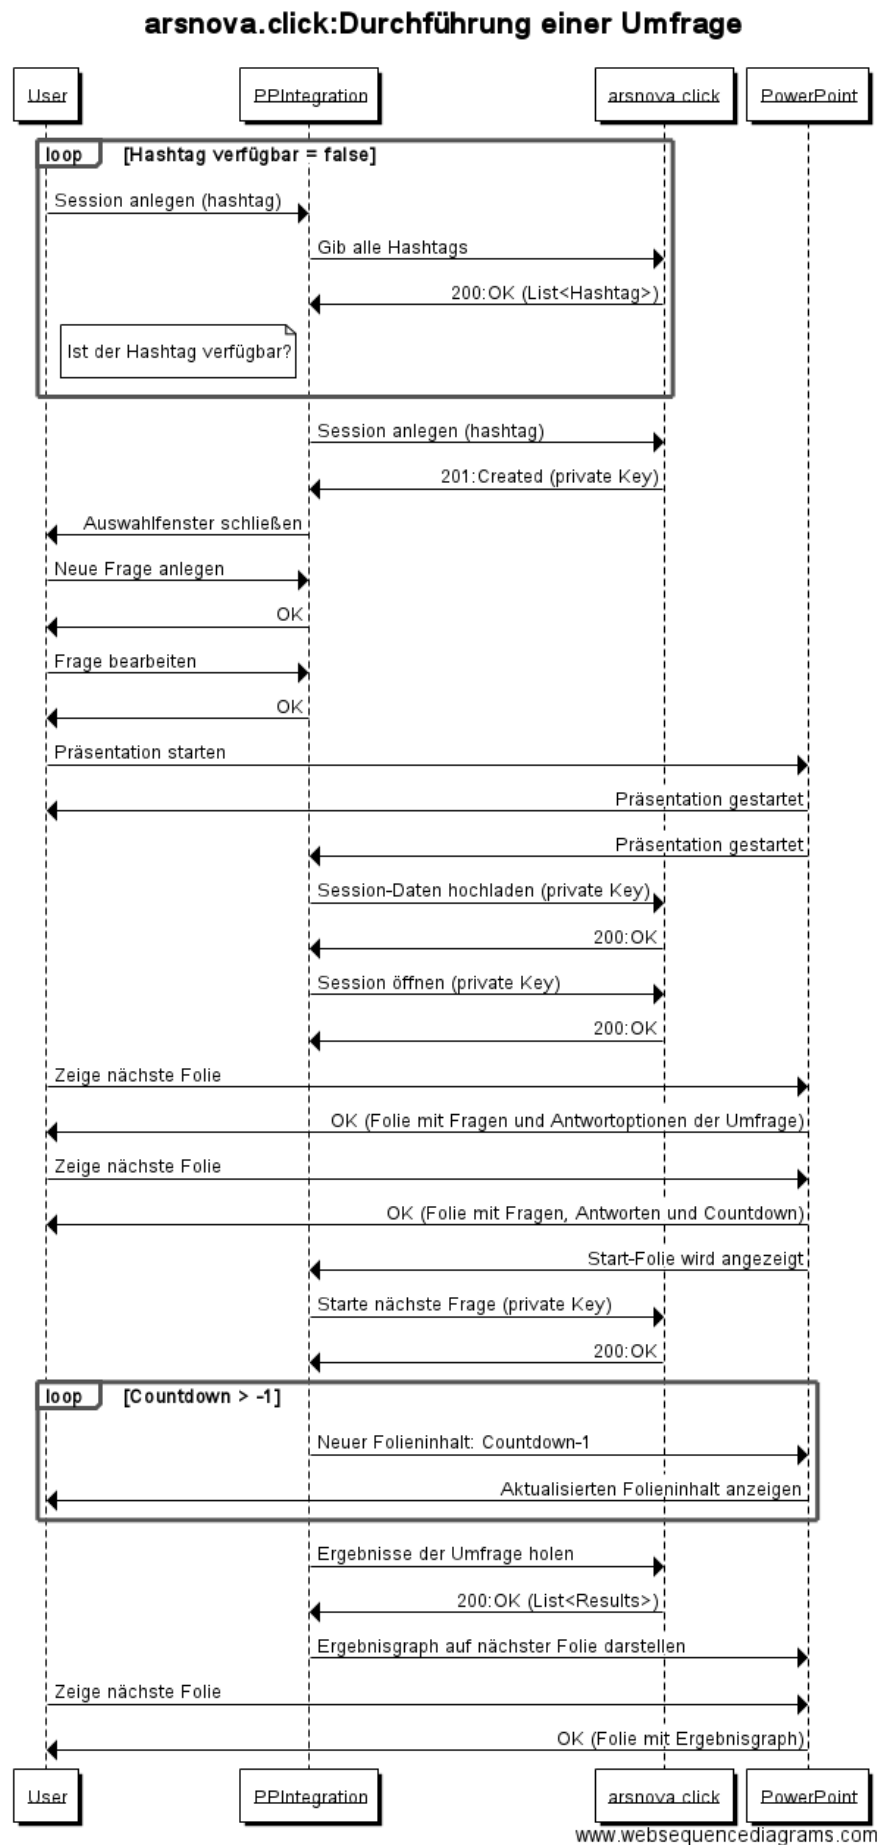 arsnova.click:Durchführung einer Umfrage
User PPIntegration arsnova.click PowerPoint
loop [Hashtag verfügbar = false]
Session anlegen (hashtag)
Gib alle Hashtags
200:OK (List<Hashtag>)
Ist der Hashtag verfügbar?
Session anlegen (hashtag)
201:Created (private Key)
Auswahlfenster schließen
Neue Frage anlegen
OK
Frage bearbeiten
OK
Präsentation starten
Präsentation gestartet
Präsentation gestartet
Session-Daten hochladen (private Key)
200:OK
Session öffnen (private Key)
200:OK
Zeige nächste Folie
OK (Folie mit Fragen und Antwortoptionen der Umfrage)
Zeige nächste Folie
OK (Folie mit Fragen, Antworten und Countdown)
Start-Folie wird angezeigt
Starte nächste Frage (private Key)
200:OK
loop [Countdown > -1]
Neuer Folieninhalt: Countdown-1
Aktualisierten Folieninhalt anzeigen
Ergebnisse der Umfrage holen
200:OK (List<Results>)
Ergebnisgraph auf nächster Folie darstellen
Zeige nächste Folie
OK (Folie mit Ergebnisgraph)
User PPIntegration arsnova.click PowerPoint
www.websequencediagrams.com